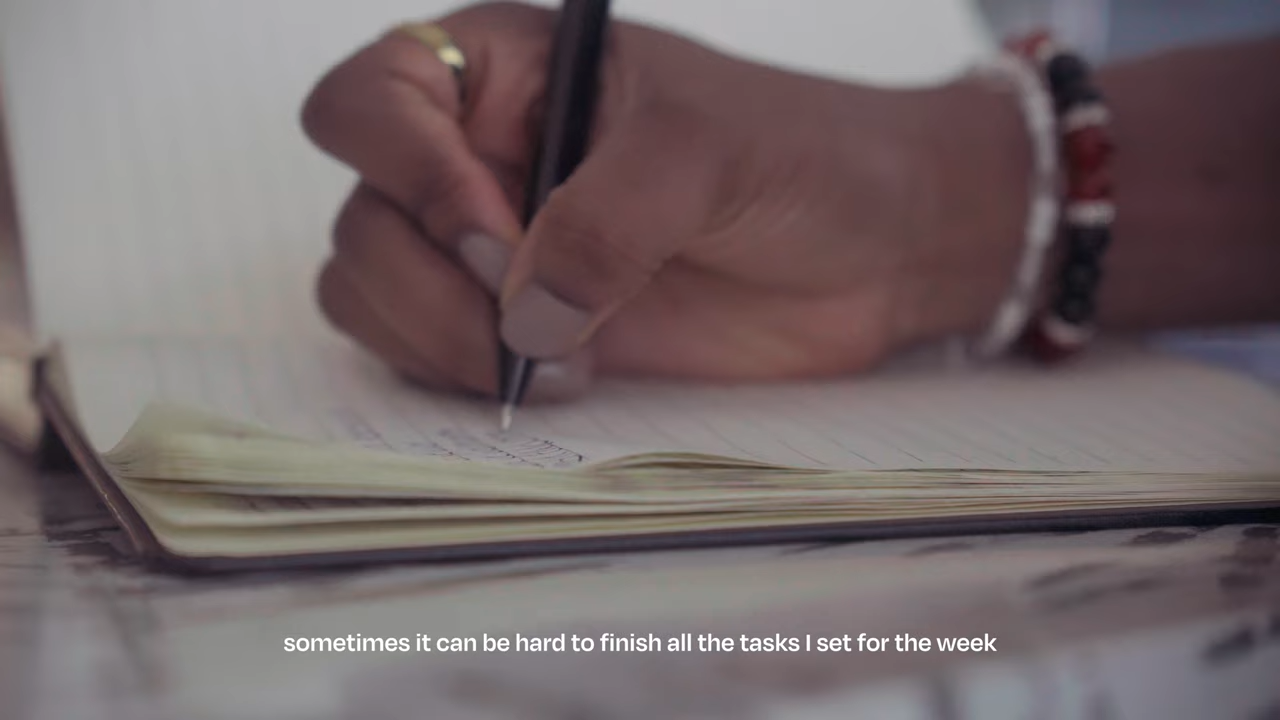 sometimes it can be hard to finish all the tasks I set for the week